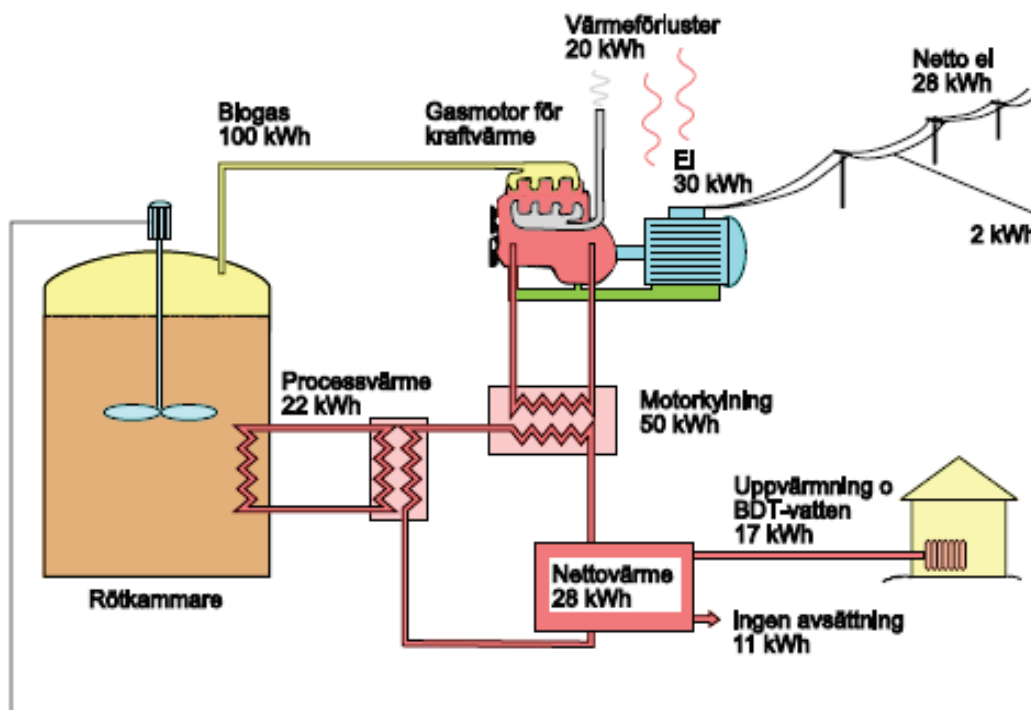 Värmeförluster
20 kWh
Netto el
28 kWh
Biogas
100 kWh
Gasmotor för
kraftvärme
El
30 kWh
2 kWh
Processvärme
22 kWh
Motorkylning
50 kWh
Uppvärmning o
BDT-vatten
17 kWh
Nettovärme
28 kWh
Rötkammare
Ingen avsättning
11 kWh